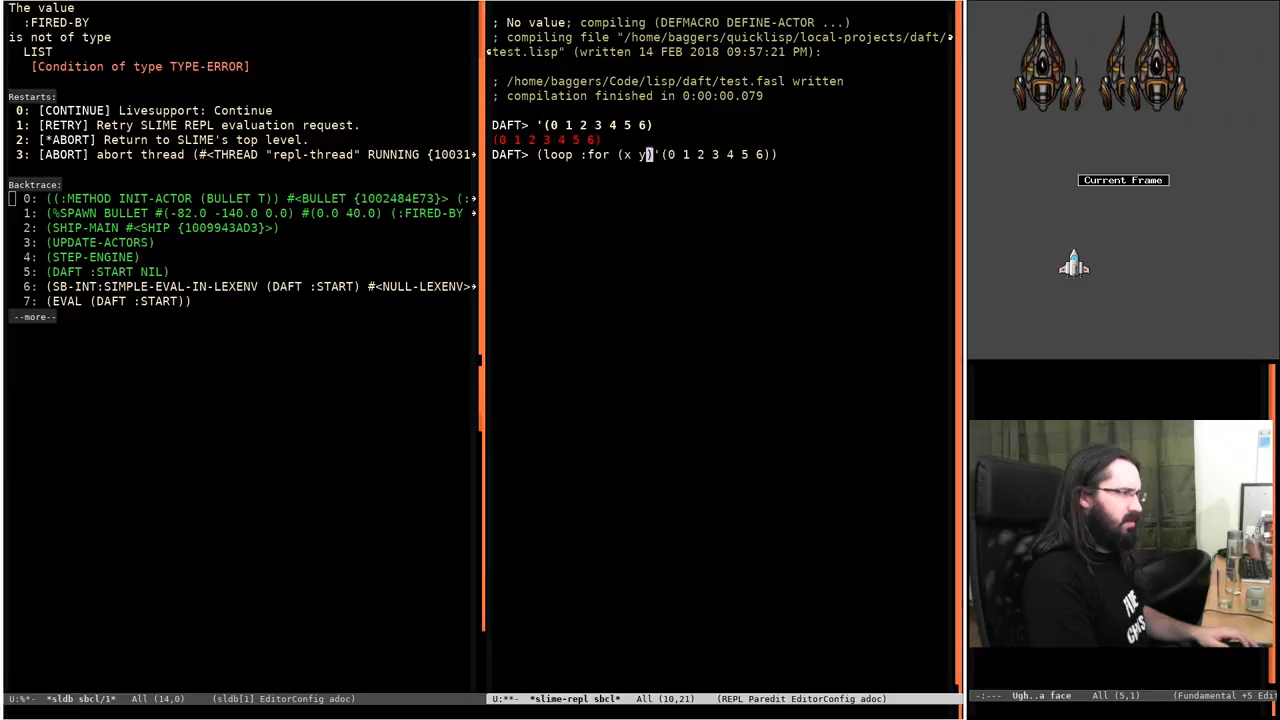 The value
:FIRED-BY
is not of type
LIST
[Condition of type TYPE-ERROR]
Restarts:
0: [CONTINUE] Livesupport: Continue
1: [RETRY] Retry SLIME REPL evaluation request.
2: [*ABORT] Return to SLIME's top level.
3: [ABORT] abort thread (#<THREAD "repl-thread" RUNNING {10031
Backtrace:
0: ((:METHOD INIT-ACTOR (BULLET T)) #<BULLET {1002484E73}> (:
1: (%SPAWN BULLET #(-82.0 -140.0 0.0) #(0.0 40.0) (:FIRED-BY
2: (SHIP-MAIN #<SHIP {1009943AD3}>)
3: (UPDATE-ACTORS)
4: (STEP-ENGINE)
5: (DAFT :START NIL)
6: (SB-INT:SIMPLE-EVAL-IN-LEXENV (DAFT :START) #<NULL-LEXENV>
7: (EVAL (DAFT :START))
--more--
U:%*- *sldb sbcl/1* All (14,0) (sldb[1] EditorConfig adoc)
; No value; compiling (DEFMACRO DEFINE-ACTOR ...)
; compiling file "/home/baggers/quicklisp/local-projects/daft/
test.lisp" (written 14 FEB 2018 09:57:21 PM):
; /home/baggers/Code/lisp/daft/test.fasl written
; compilation finished in 0:00:00.079
DAFT> '(0 1 2 3 4 5 6)
(0 1 2 3 4 5 6)
DAFT> (loop :for (x y)'(0 1 2 3 4 5 6))
U:**- *slime-repl sbcl* All (10,21) (REPL Paredit EditorConfig adoc)
Current Frame
-:--- Ugh..a face All (5,1) (Fundamental +5 Edi